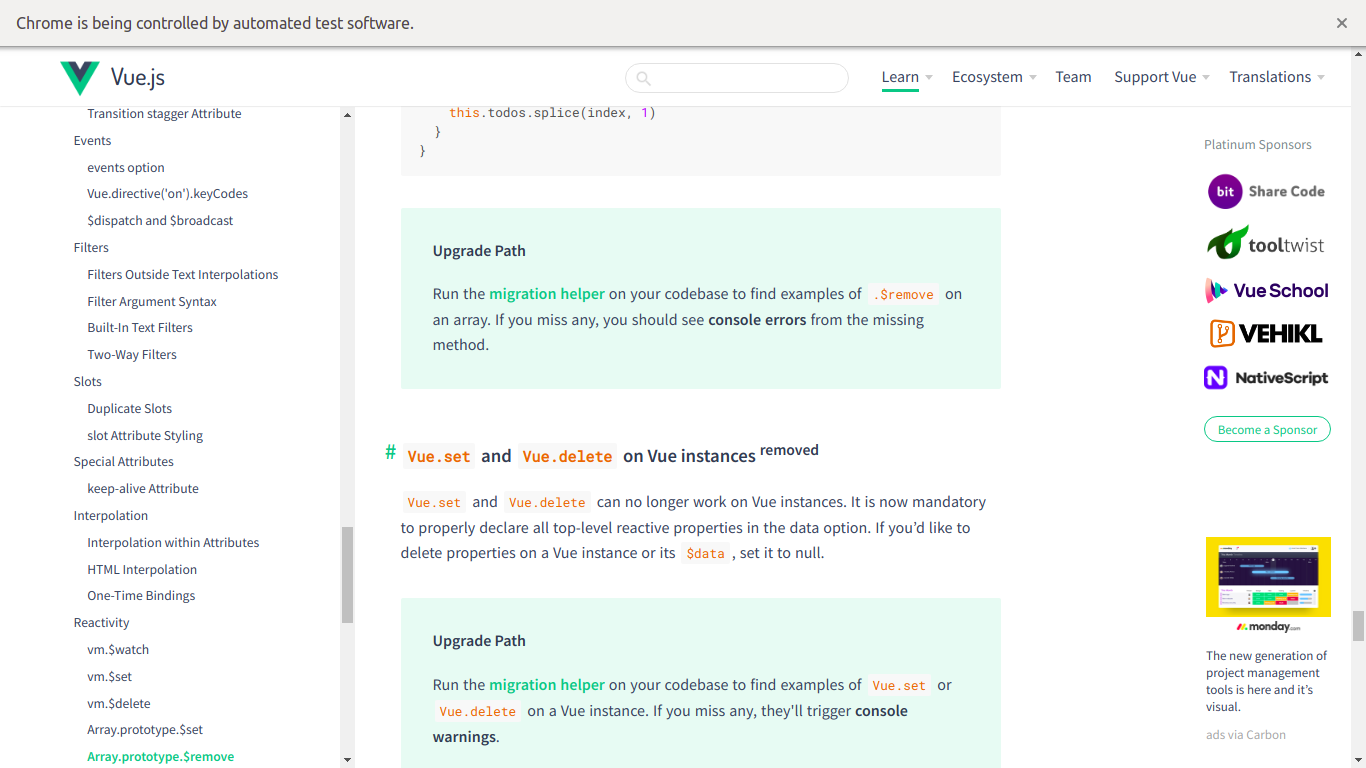 Chrome is being controlled by automated test software.
Vue.js
Learn
Ecosystem
Team
Support Vue
Translations
Transition stagger Attribute
Events
events option
Vue.directive('on').keyCodes
$dispatch and $broadcast
Filters
Filters Outside Text Interpolations
Filter Argument Syntax
Built-In Text Filters
Two-Way Filters
Slots
Duplicate Slots
slot Attribute Styling
Special Attributes
keep-alive Attribute
Interpolation
Interpolation within Attributes
HTML Interpolation
One-Time Bindings
Reactivity
vm.$watch
vm.$set
vm.$delete
Array.prototype.$set
Array.prototype.$remove
this.todos.splice(index, 1)
}
}
Upgrade Path
Run the migration helper on your codebase to find examples of .$remove on
an array. If you miss any, you should see console errors from the missing
method.
# Vue.set and Vue.delete on Vue instances removed
Vue.set and Vue.delete can no longer work on Vue instances. It is now mandatory
to properly declare all top-level reactive properties in the data option. If you’d like to
delete properties on a Vue instance or its $data , set it to null.
Upgrade Path
Run the migration helper on your codebase to find examples of Vue.set or
Vue.delete on a Vue instance. If you miss any, they'll trigger console
warnings.
Platinum Sponsors
bit Share Code
tooltwist
Vue School
VEHIKL
NativeScript
Become a Sponsor
monday.com
The new generation of
project management
tools is here and it’s
visual.
ads via Carbon